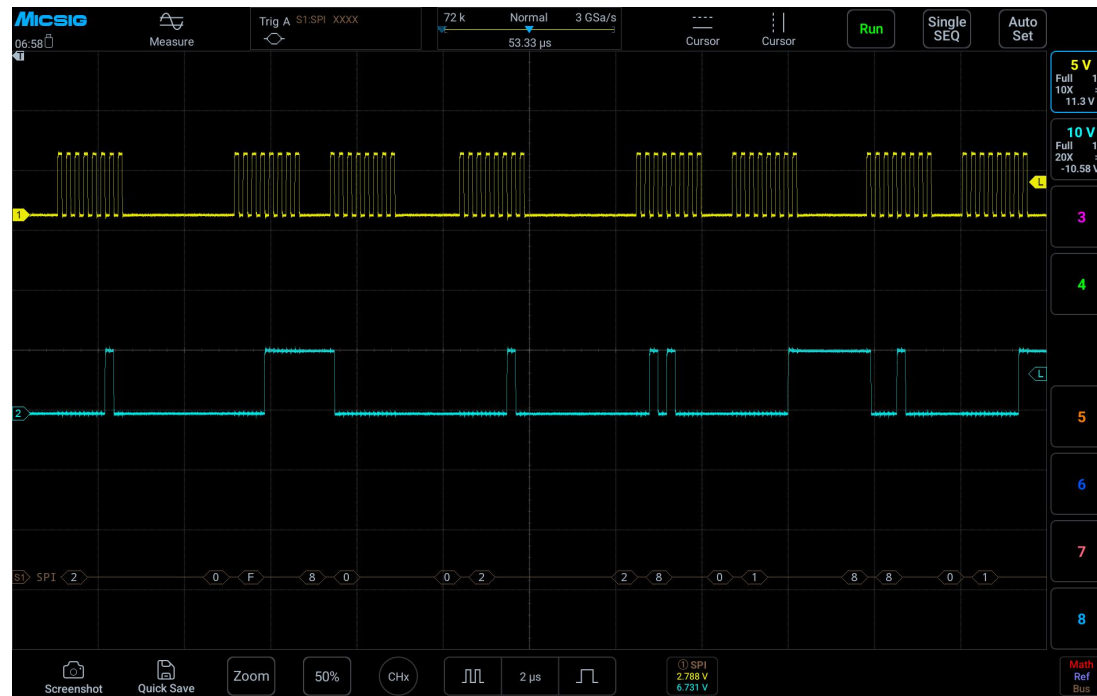 Micsig
06:58
Measure
Trig A S1:SPI XXXX
72 k Normal 3 GSa/s
53.33 µs
Cursor
Cursor
Run
Single
SEQ
Auto
Set
T
5 V
Full 1
10X
11.3 V
10 V
Full 1
20X
-10.58 V
L
1
3
4
L
2
5
6
S1 SPI 2 0 F 8 0 0 2 2 8 0 1 8 8 0 1
7
8
Screenshot
Quick Save
Zoom
50%
CHx
2 µs
1 SPI
2.788 V
6.731 V
Math
Ref
Bus